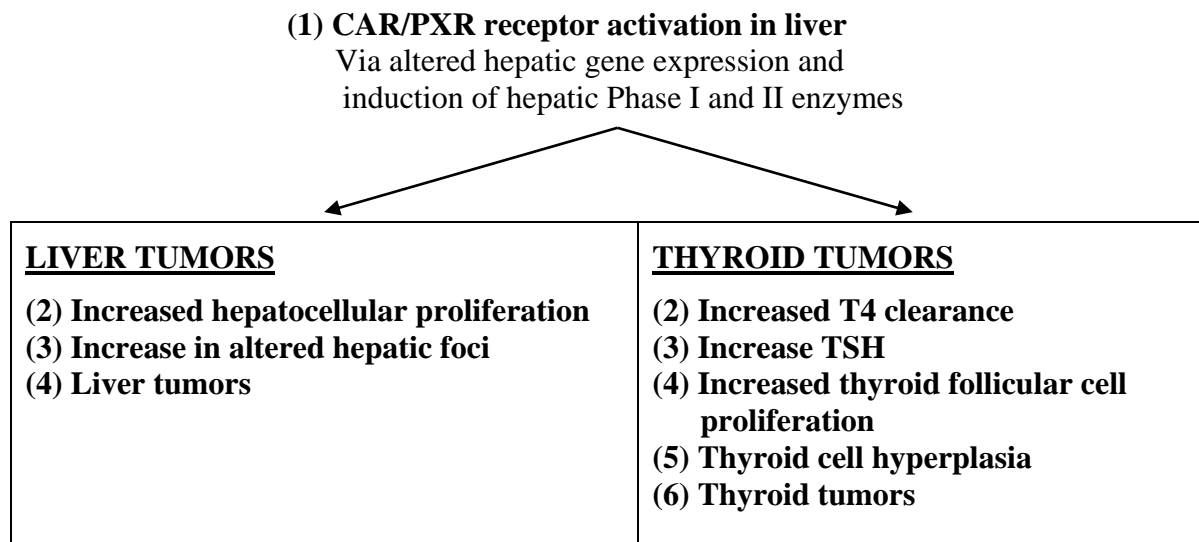 (1) CAR/PXR receptor activation in liver
Via altered hepatic gene expression and
induction of hepatic Phase I and II enzymes
LIVER TUMORS
(2) Increased hepatocellular proliferation
(3) Increase in altered hepatic foci
(4) Liver tumors
THYROID TUMORS
(2) Increased T4 clearance
(3) Increase TSH
(4) Increased thyroid follicular cell
proliferation
(5) Thyroid cell hyperplasia
(6) Thyroid tumors